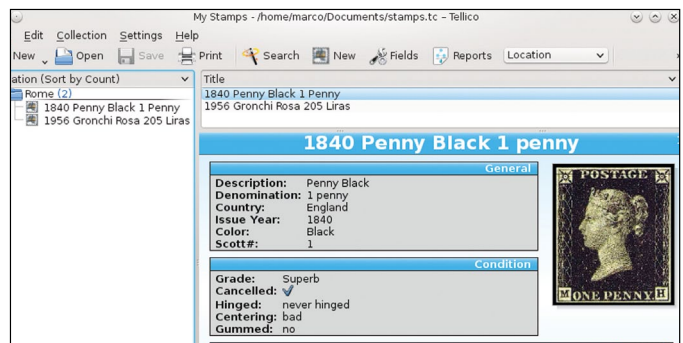 My Stamps - /home/marco/Documents/stamps.tc - Tellico
Edit Collection Settings Help
New Open Save Print Search New Fields Reports Location
ation (Sort by Count)
Rome (2)
1840 Penny Black 1 Penny
1956 Gronchi Rosa 205 Liras
Title
1840 Penny Black 1 Penny
1956 Gronchi Rosa 205 Liras
1840 Penny Black 1 penny
General
Description: Penny Black
Denomination: 1 penny
Country: England
Issue Year: 1840
Color: Black
Scott#: 1
Condition
Grade: Superb
Cancelled:
Hinged: never hinged
Centering: bad
Gummed: no
POSTAGE
M ONE PENNY H